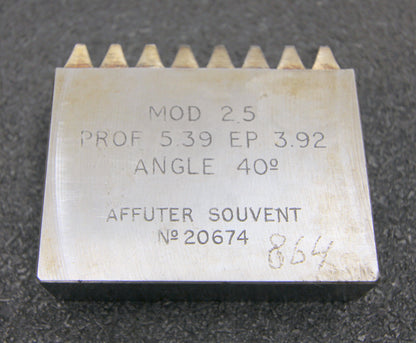 MOD 2.5
PROF 5.39 EP 3.92
ANGLE 40º
AFFUTER SOUVENT
Nº 20674
864